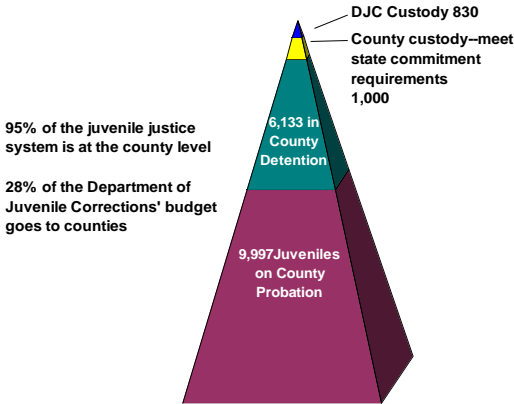 DJC Custody 830
County custody--meet
state commitment
requirements
1,000
95% of the juvenile justice
system is at the county level
28% of the Department of
Juvenile Corrections' budget
goes to counties
6,133 in
County
Detention
9,997Juveniles
on County
Probation